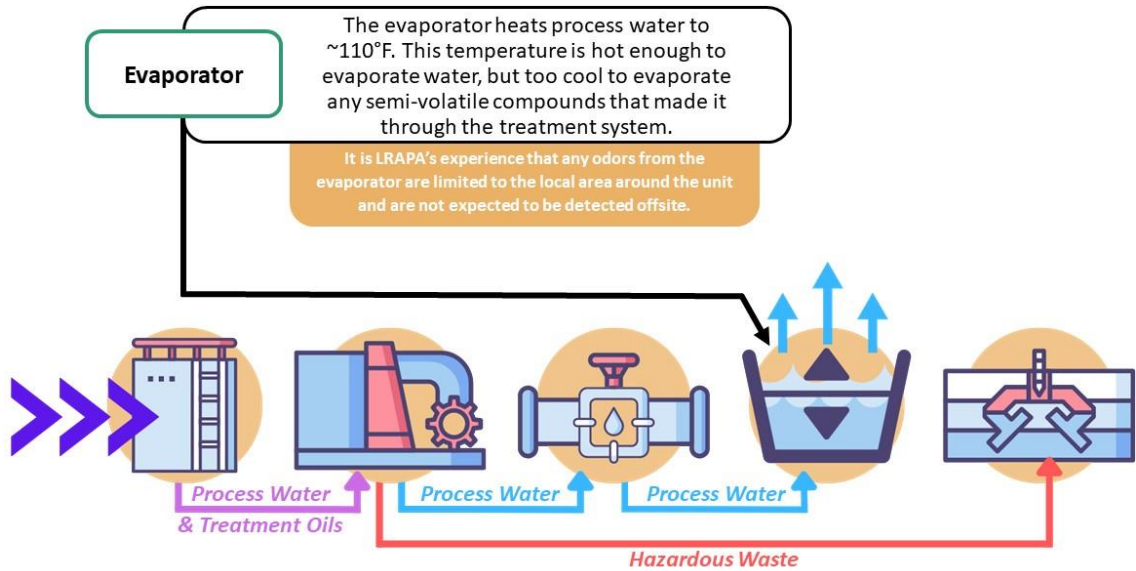 Evaporator
The evaporator heats process water to
~110°F. This temperature is hot enough to
evaporate water, but too cool to evaporate
any semi-volatile compounds that made it
through the treatment system.
It is LRAPA's experience that any odors from the
evaporator are limited to the local area around the unit
and are not expected to be detected offsite.
Process Water
& Treatment Oils
Process Water
Process Water
Hazardous Waste